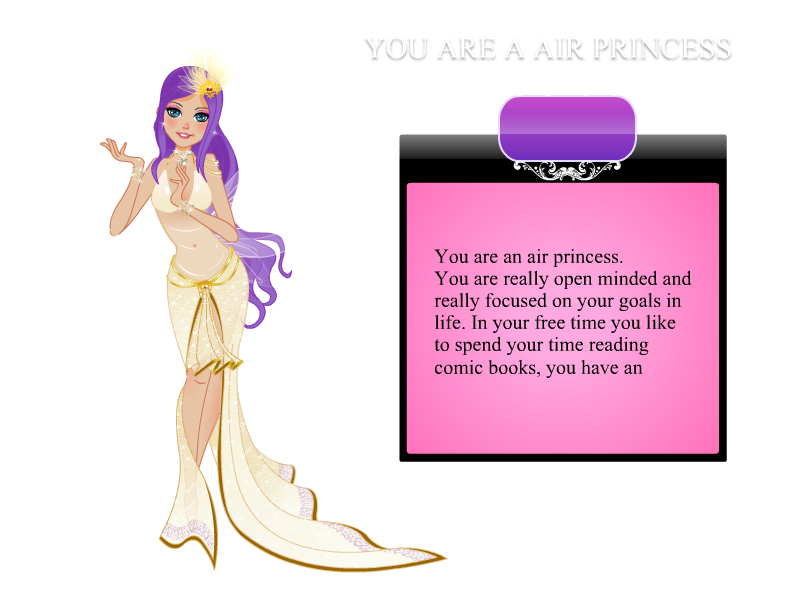 YOU ARE A AIR PRINCESS
You are an air princess.
You are really open minded and
really focused on your goals in
life. In your free time you like
to spend your time reading
comic books, you have an